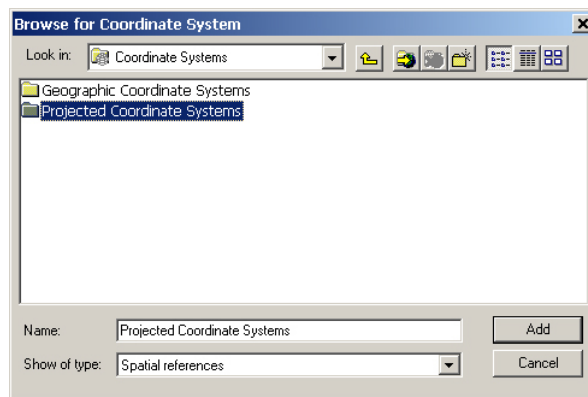 Browse for Coordinate System
Look in: Coordinate Systems
Geographic Coordinate Systems
Projected Coordinate Systems
Name: Projected Coordinate Systems Add
Show of type: Spatial references Cancel